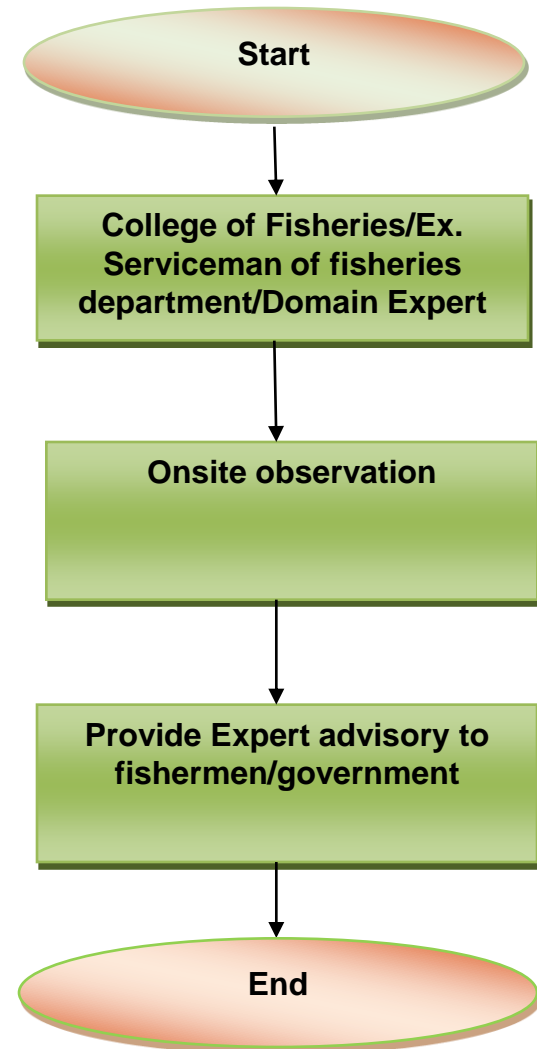 Start
College of Fisheries/Ex.
Serviceman of fisheries
department/Domain Expert
Onsite observation
Provide Expert advisory to
fishermen/government
End